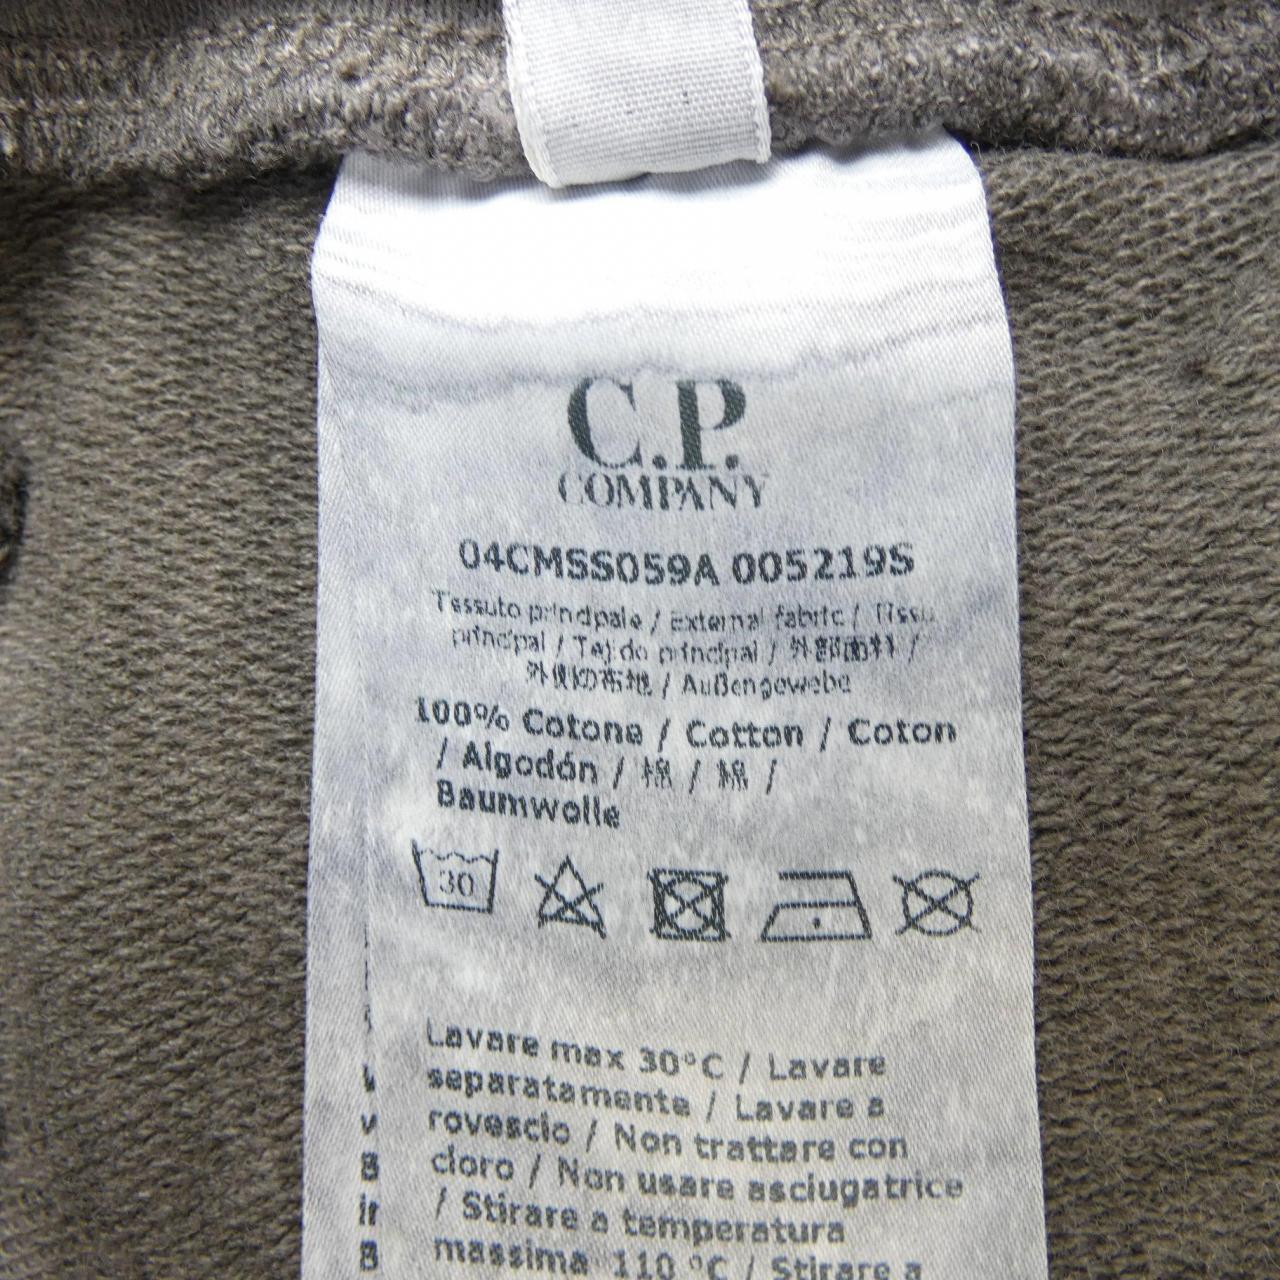 C.P.
COMPANY
04CMSS059A 005219S
Tessuto principale / External fabric / Tissu
principal / Tejido principal / 外部面料 /
外側の布地 / Außengewebe
100% Cotone / Cotton / Coton
/ Algodón / 棉 / 綿 /
Baumwolle
30
Lavare max 30°C / Lavare
separatamente / Lavare a
rovescio / Non trattare con
cloro / Non usare asciugatrice
/ Stirare a temperatura
massima 110 °C / Stirare a